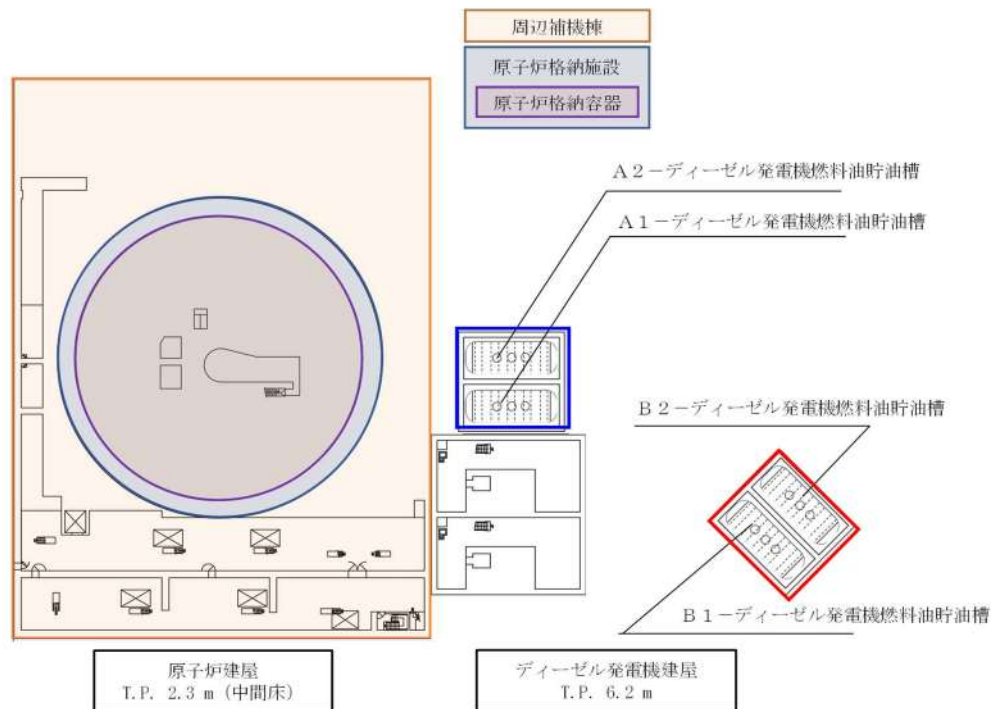 周辺補機棟
原子炉格納施設
原子炉格納容器
A2－ディーゼル発電機燃料油貯油槽
A1－ディーゼル発電機燃料油貯油槽
B2－ディーゼル発電機燃料油貯油槽
B1－ディーゼル発電機燃料油貯油槽
原子炉建屋
T.P. 2.3 m (中間床)
ディーゼル発電機建屋
T.P. 6.2 m